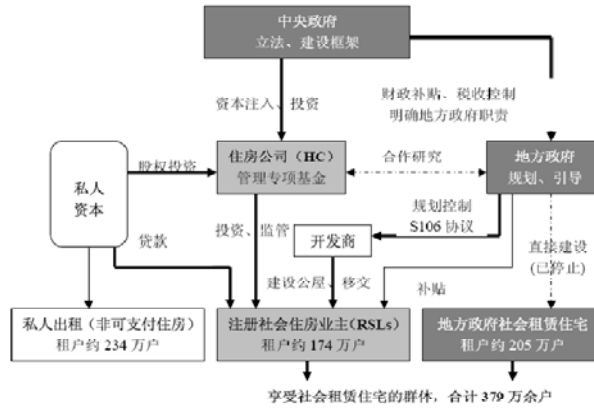 中央政府
立法、建设框架
资本注入、投资
财政补贴、税收控制
明确地方政府职责
私人
资本
股权投资
住房公司（HC）
管理专项基金
合作研究
地方政府
规划、引导
贷款
投资、监管
开发商
规划控制
S106 协议
直接建设
(已停止)
建设公屋、移交
补贴
私人出租（非可支付住房）
租户约 234 万户
注册社会住房业主(RSLs)
租户约 174 万户
地方政府社会租赁住宅
租户约 205 万户
享受社会租赁住宅的群体，合计 379 万余户